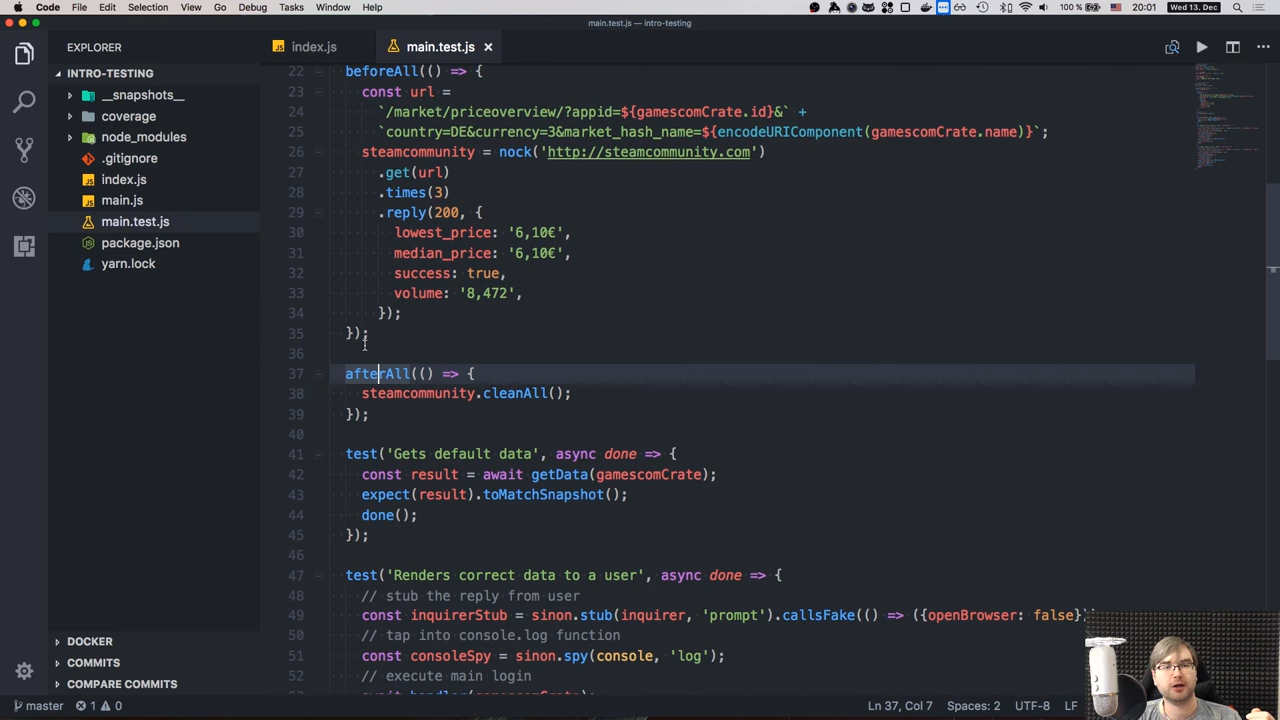 Code File Edit Selection View Go Debug Tasks Window Help 100 % 20:01 Wed 13. Dec
main.test.js — intro-testing
EXPLORER
INTRO-TESTING
__snapshots__
coverage
node_modules
.gitignore
index.js
main.js
main.test.js
package.json
yarn.lock
DOCKER
COMMITS
COMPARE COMMITS
index.js main.test.js
22 beforeAll(() => {
23 const url =
24 `/market/priceoverview/?appid=${gamescomCrate.id}&` +
25 `country=DE&currency=3&market_hash_name=${encodeURIComponent(gamescomCrate.name)}`;
26 steamcommunity = nock('http://steamcommunity.com')
27 .get(url)
28 .times(3)
29 .reply(200, {
30 lowest_price: '6,10€',
31 median_price: '6,10€',
32 success: true,
33 volume: '8,472',
34 });
35 });
36
37 afterAll(() => {
38 steamcommunity.cleanAll();
39 });
40
41 test('Gets default data', async done => {
42 const result = await getData(gamescomCrate);
43 expect(result).toMatchSnapshot();
44 done();
45 });
46
47 test('Renders correct data to a user', async done => {
48 // stub the reply from user
49 const inquirerStub = sinon.stub(inquirer, 'prompt').callsFake(() => ({openBrowser: false}
50 // tap into console.log function
51 const consoleSpy = sinon.spy(console, 'log');
52 // execute main login
master 1 0 Ln 37, Col 7 Spaces: 2 UTF-8 LF